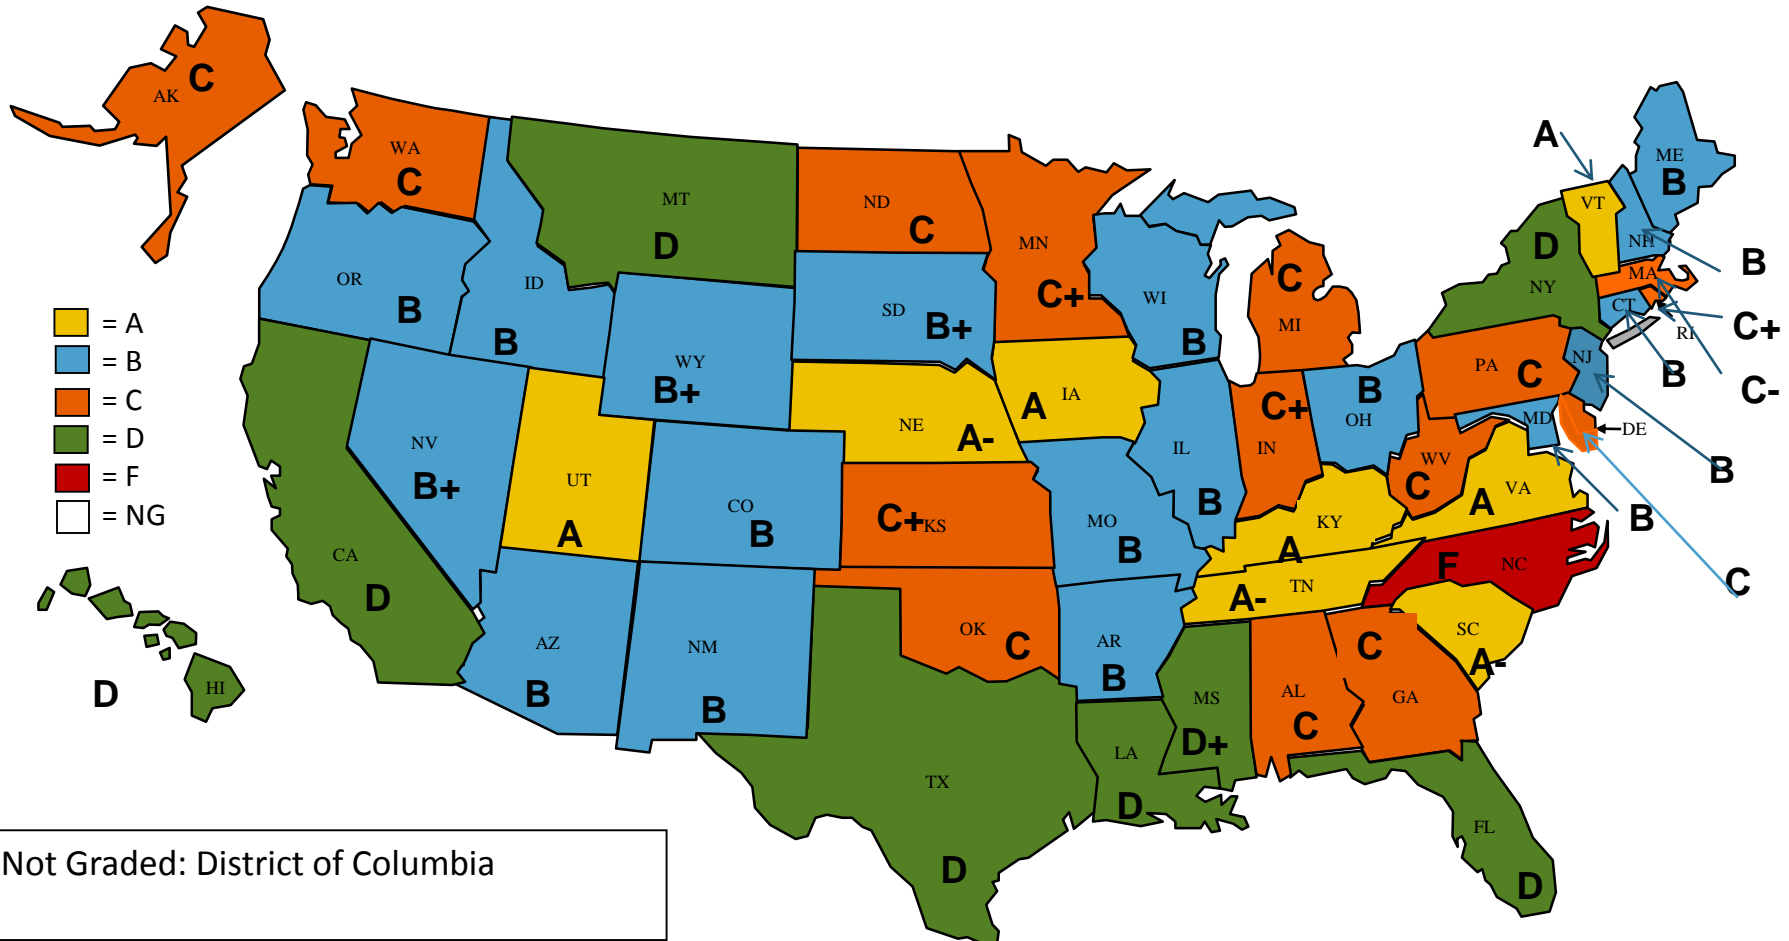 AK
C
WA
C
MT
D
ND
C
MN
C+
OR
B
ID
B
WY
B+
SD
B+
WI
B
MI
C
A
VT
ME
B
NH
B
NY
D
MA
C+
CT
B
RI
C-
= A
= B
= C
= D
= F
= NG
CA
D
NV
B+
UT
A
CO
B
NE
A-
IA
A
IL
B
IN
C+
OH
B
PA
C
NJ
B
MD
B
DE
C
KS
C+
MO
B
KY
A
WV
C
VA
A
AZ
B
NM
B
OK
C
AR
B
TN
A-
NC
F
SC
A-
HI
D
TX
D
LA
D
MS
D+
AL
C
GA
C
FL
D
Not Graded: District of Columbia